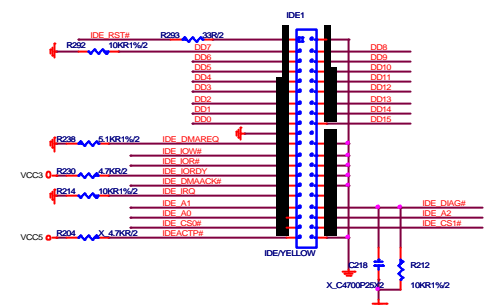 IDE1
IDE_RST# R293 33R/2
R292 10KR1%/2 DD7 DD8
DD6 DD9
DD5 DD10
DD4 DD11
DD3 DD12
DD2 DD13
DD1 DD14
DD0 DD15
R238 5.1KR1%/2 IDE_DMAREQ
IDE_IOW#
IDE_IOR#
VCC3 R230 4.7KR/2 IDE_IORDY
IDE_DMAACK#
R214 10KR1%/2 IDE_IRQ
IDE_A1 IDE_DIAG#
IDE_A0 IDE_A2
IDE_CS0# IDE_CS1#
VCC5 R204 X_4.7KR/2 IDEACTP#
IDE/YELLOW
C218 R212
X_C4700P25X2 10KR1%/2